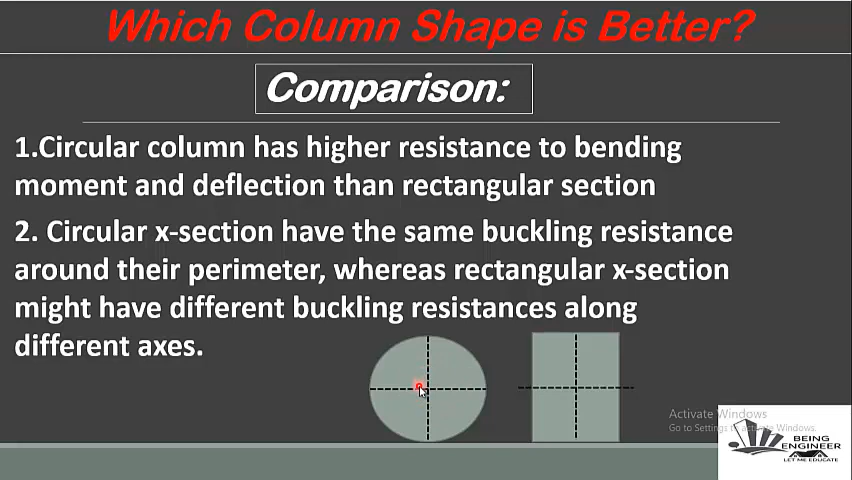 Which Column Shape is Better?
Comparison:
1.Circular column has higher resistance to bending
moment and deflection than rectangular section
2. Circular x-section have the same buckling resistance
around their perimeter, whereas rectangular x-section
might have different buckling resistances along
different axes.
Activate Windows
Go to Settings to activate Windows.
BEING
ENGINEER
LET ME EDUCATE